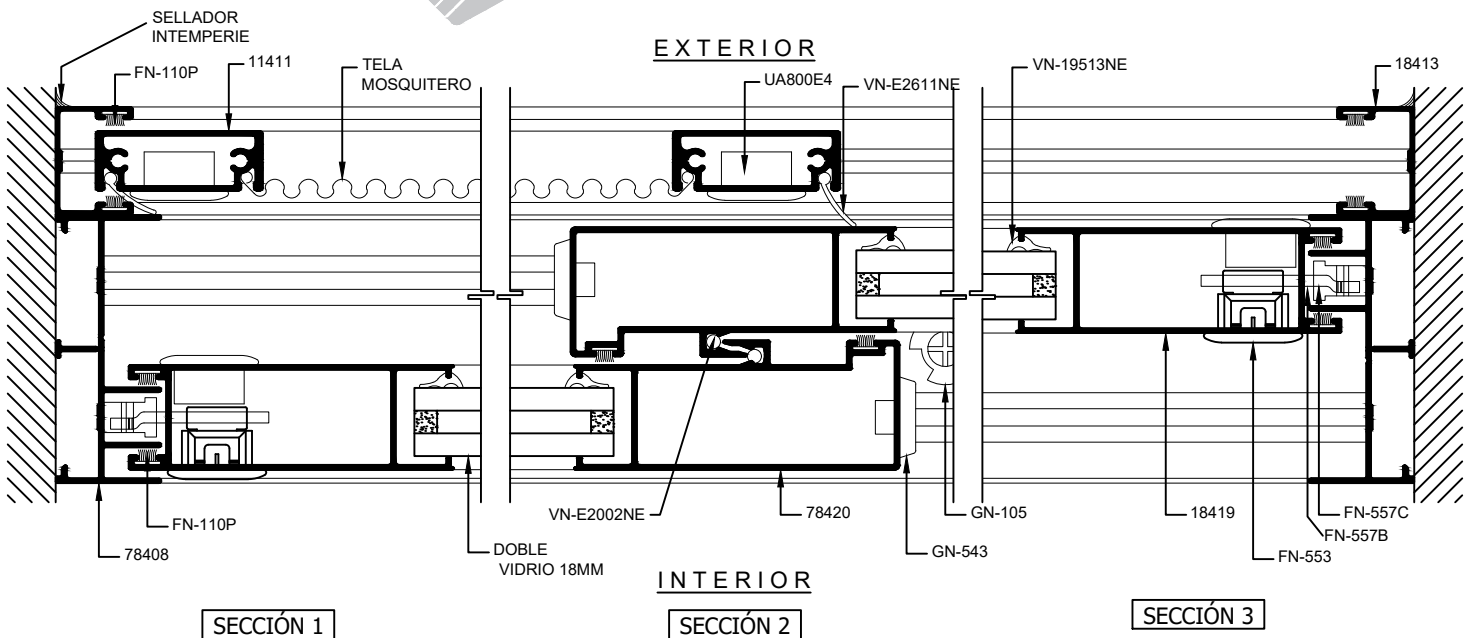 SELLADOR
INTEMPERIE
FN-110P
11411
TELA
MOSQUITERO
EXTERIOR
UA800E4
VN-E2611NE
VN-19513NE
18413
78408
FN-110P
DOBLE
VIDRIO 18MM
VN-E2002NE
78420
GN-543
GN-105
18419
FN-553
FN-557B
FN-557C
INTERIOR
SECCIÓN 1
SECCIÓN 2
SECCIÓN 3